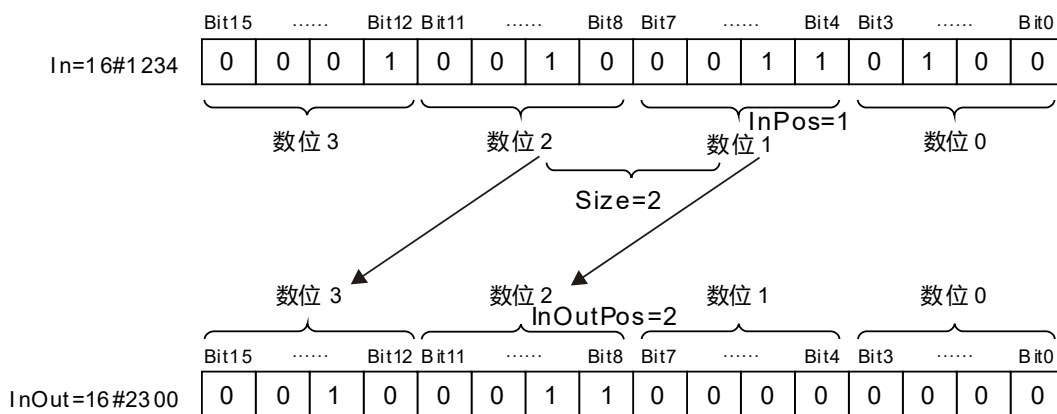 Bit15 ...... Bit12 Bit11 ...... Bit8 Bit7 ...... Bit4 Bit3 ...... Bit0
In=16#1234 0 0 0 1 0 0 1 0 0 0 1 1 0 1 0 0
InPos=1
数位3 数位2 数位1 数位0
Size=2
数位3 数位2 数位1 数位0
InOutPos=2
Bit15 ...... Bit12 Bit11 ...... Bit8 Bit7 ...... Bit4 Bit3 ...... Bit0
InOut=16#2300 0 0 1 0 0 0 1 1 0 0 0 0 0 0 0 0